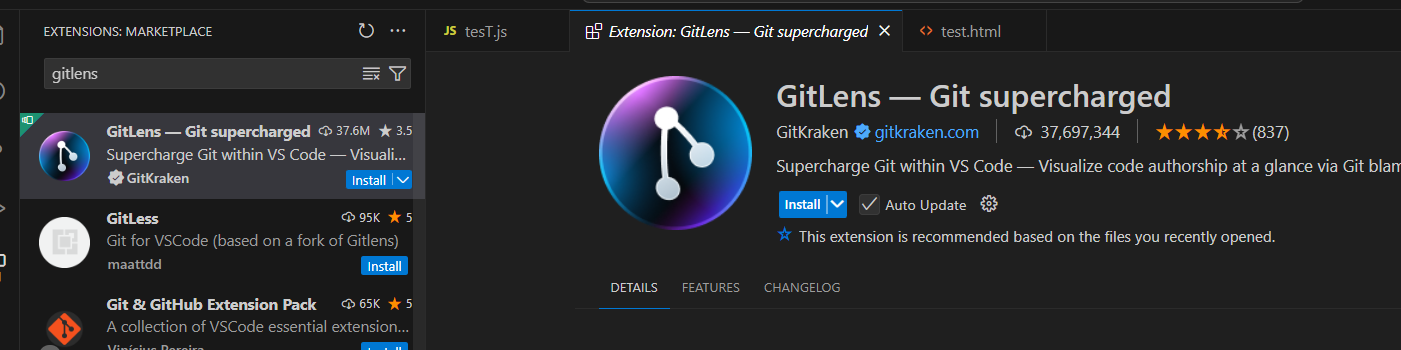 EXTENSIONS: MARKETPLACE
gitlens
GitLens — Git supercharged 37.6M 3.5
Supercharge Git within VS Code — Visuali...
GitKraken Install
GitLess 95K 5
Git for VSCode (based on a fork of Gitlens)
maattdd Install
Git & GitHub Extension Pack 65K 5
A collection of VSCode essential extension...
Vinícius Pereira Install
JS tesT.js Extension: GitLens — Git supercharged test.html
GitLens — Git supercharged
GitKraken gitkraken.com 37,697,344 (837)
Supercharge Git within VS Code — Visualize code authorship at a glance via Git blam
Install Auto Update
This extension is recommended based on the files you recently opened.
DETAILS FEATURES CHANGELOG